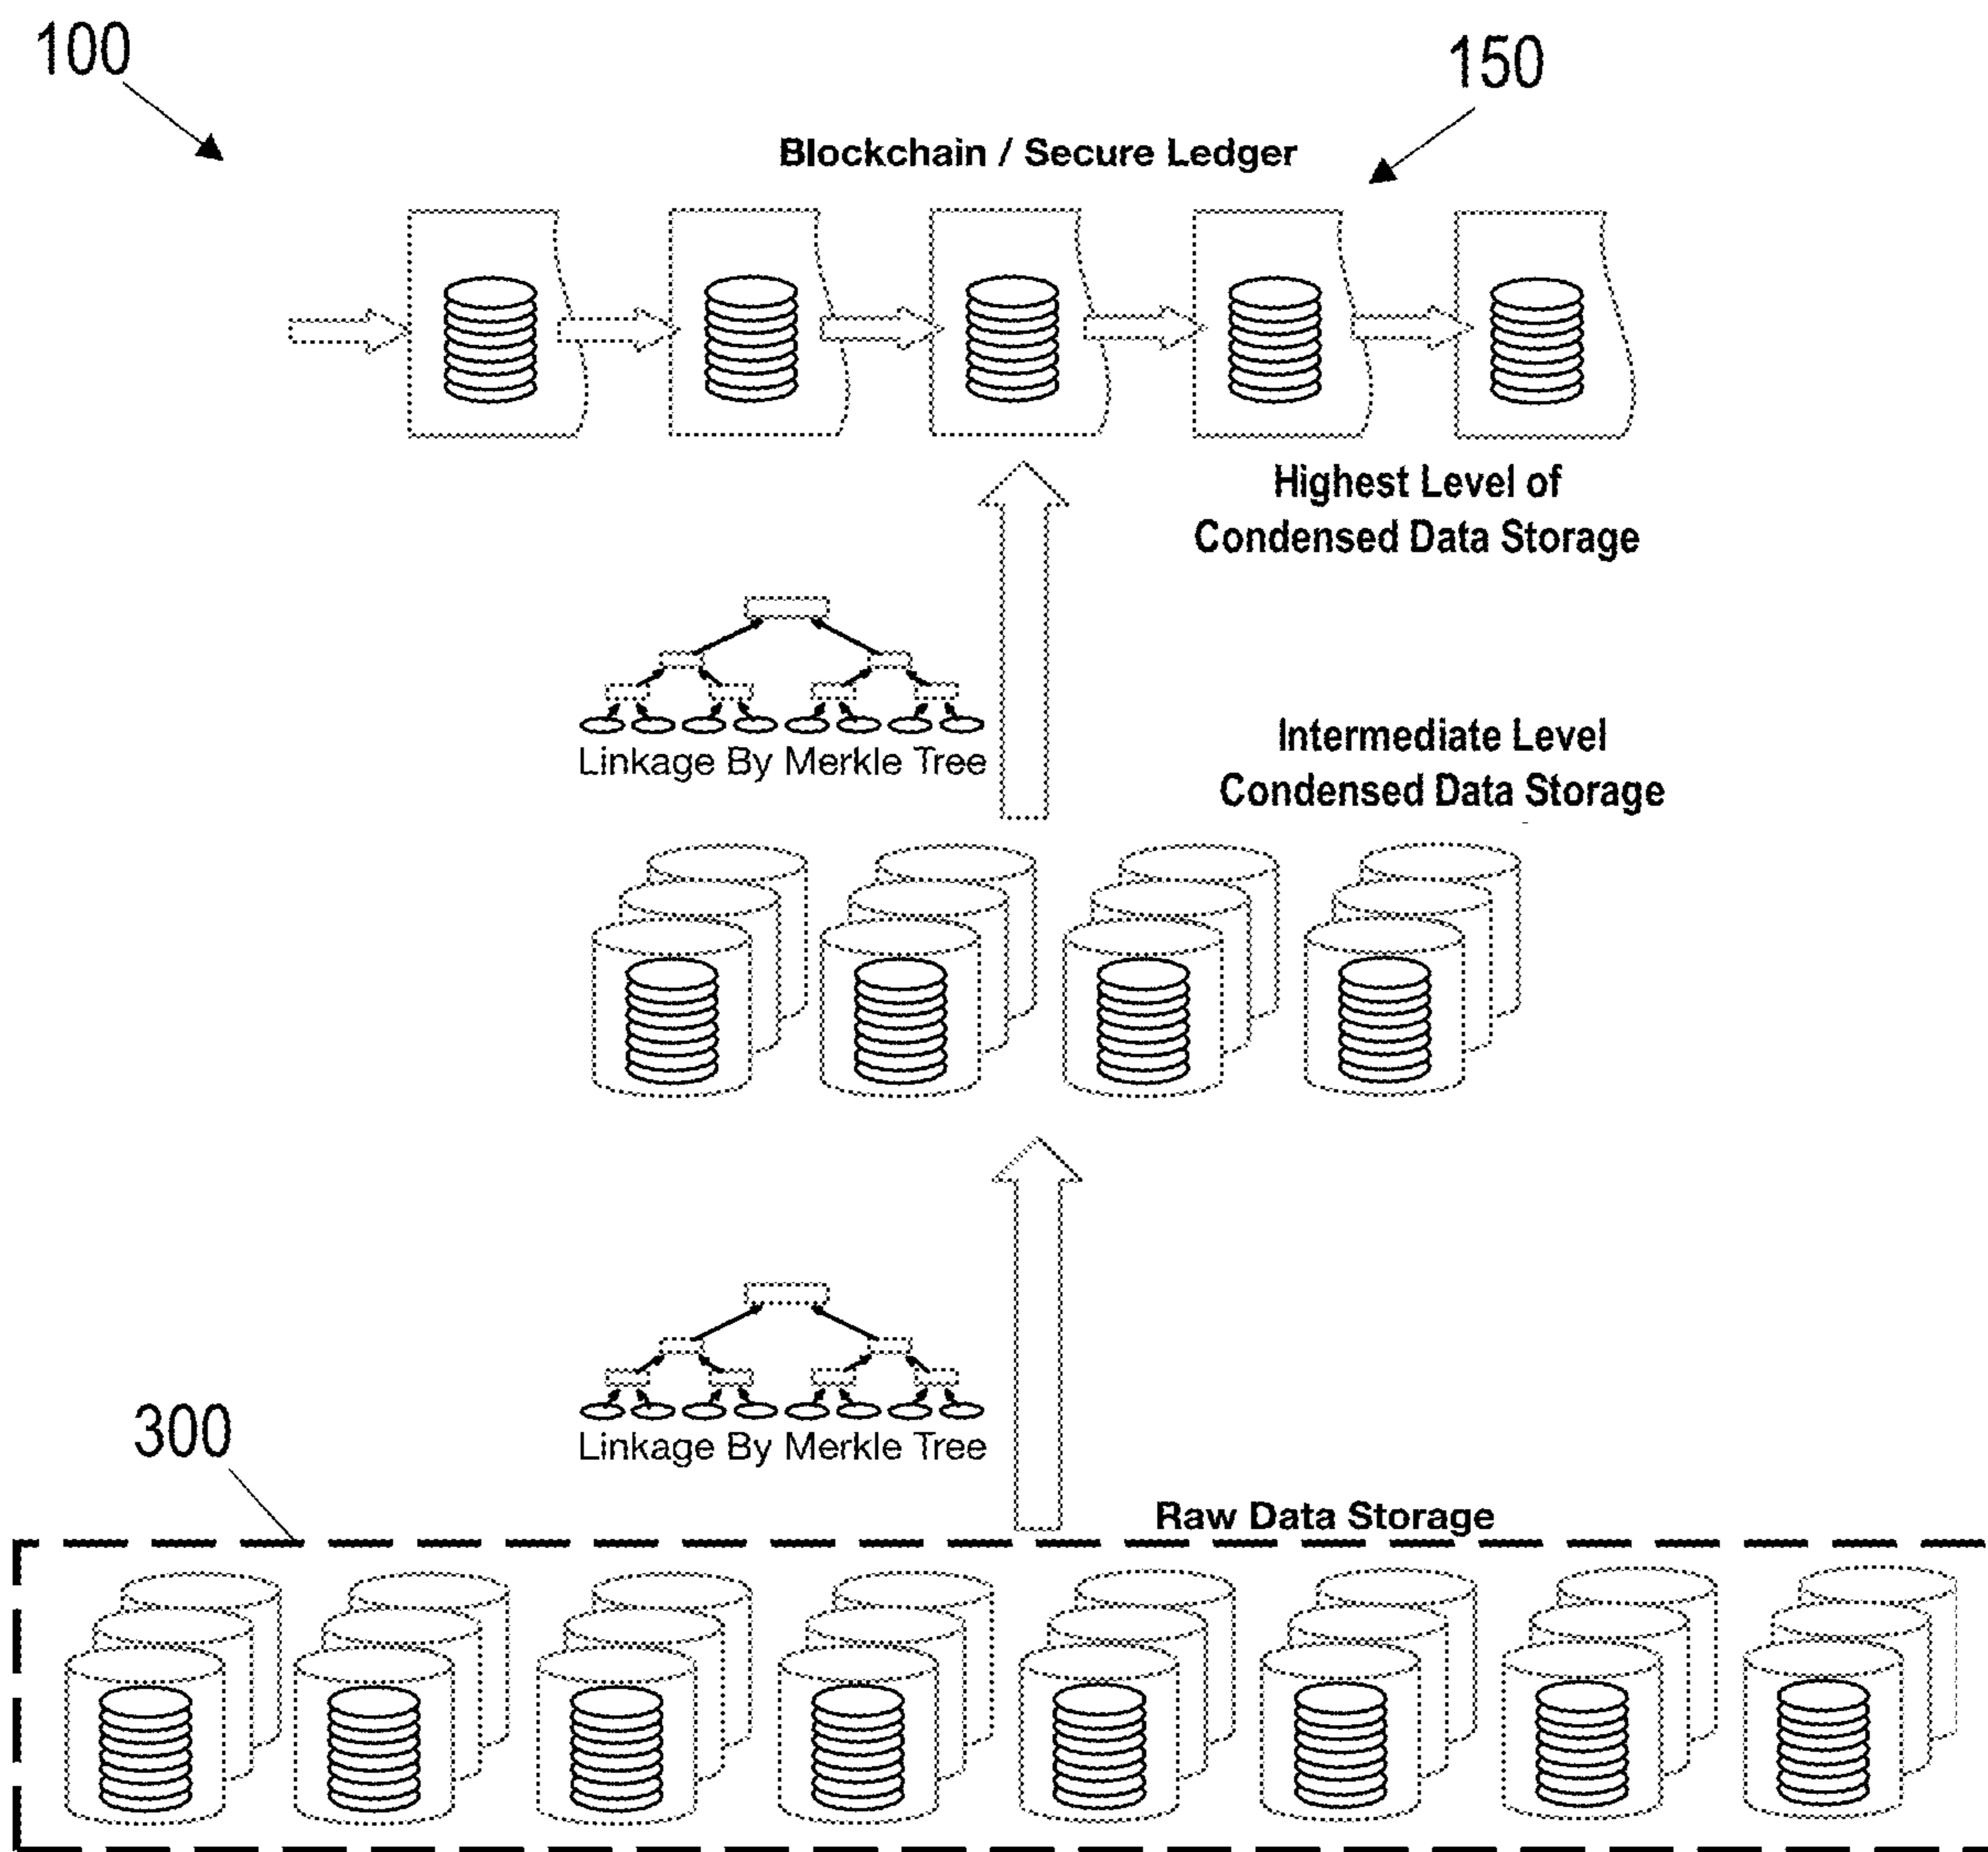 100
150
Blockchain / Secure Ledger
Highest Level of
Condensed Data Storage
Linkage By Merkle Tree
Intermediate Level
Condensed Data Storage
Linkage By Merkle Tree
300
Raw Data Storage